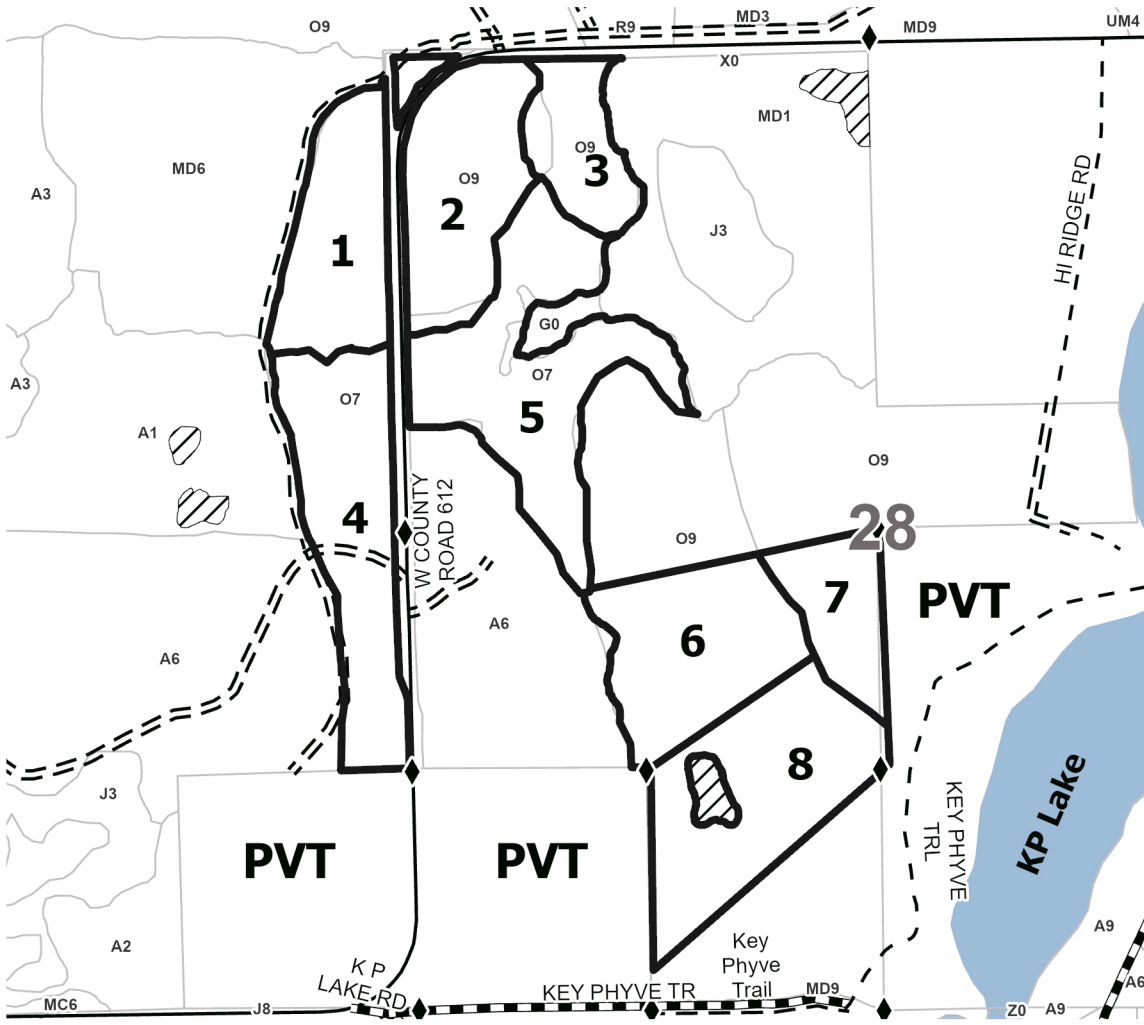 O9
R9
MD3
MD9
UM4
X0
MD1
MD6
A3
O9
3
O9
2
1
J3
HI RIDGE RD
G0
O7
A3
O7
5
A1
O9
4
W COUNTY
ROAD 612
O9
28
7
PVT
A6
6
A6
8
J3
KEY PHYVE
TRL
KP Lake
PVT
PVT
A2
Key
Phyve
Trail
A9
K P
LAKE RD
KEY PHYVE TR
MD9
A6
MC6
J8
Z0
A9